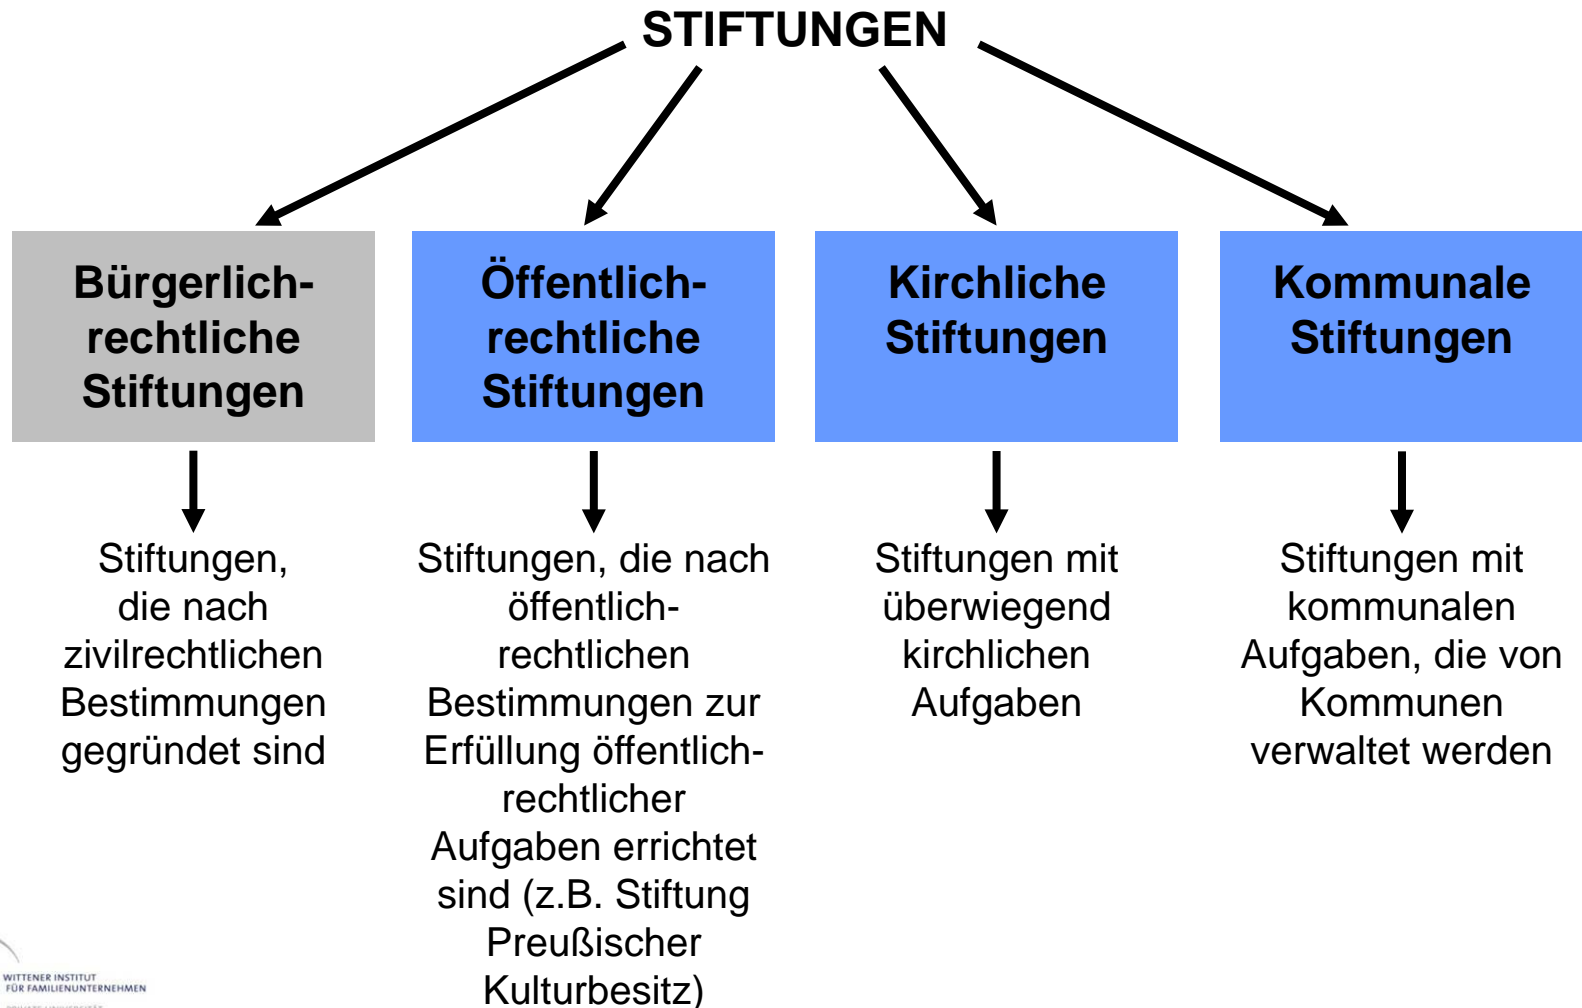 STIFTUNGEN
Bürgerlich-
rechtliche
Stiftungen
Öffentlich-
rechtliche
Stiftungen
Kirchliche
Stiftungen
Kommunale
Stiftungen
Stiftungen,
die nach
zivilrechtlichen
Bestimmungen
gegründet sind
Stiftungen, die nach
öffentlich-
rechtlichen
Bestimmungen zur
Erfüllung öffentlich-
rechtlicher
Aufgaben errichtet
sind (z.B. Stiftung
Preußischer
Kulturbesitz)
Stiftungen mit
überwiegend
kirchlichen
Aufgaben
Stiftungen mit
kommunalen
Aufgaben, die von
Kommunen
verwaltet werden
WITTENER INSTITUT
FÜR FAMILIENUNTERNEHMEN